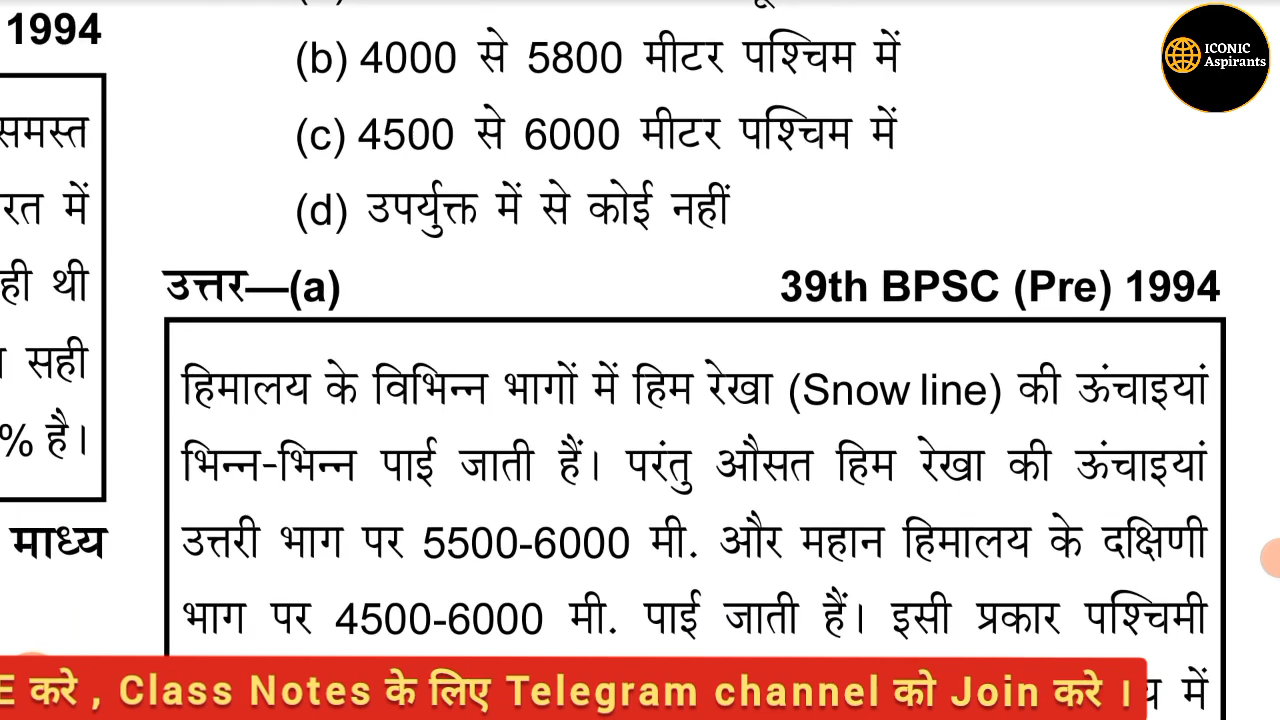 1994
समस्त
रत में
ही थी
सही
% है।
माध्य
(b) 4000 से 5800 मीटर पश्चिम में
(c) 4500 से 6000 मीटर पश्चिम में
(d) उपर्युक्त में से कोई नहीं
उत्तर—(a) 39th BPSC (Pre) 1994
हिमालय के विभिन्न भागों में हिम रेखा (Snow line) की ऊंचाइयां
भिन्न-भिन्न पाई जाती हैं। परंतु औसत हिम रेखा की ऊंचाइयां
उत्तरी भाग पर 5500-6000 मी. और महान हिमालय के दक्षिणी
भाग पर 4500-6000 मी. पाई जाती हैं। इसी प्रकार पश्चिमी
में
E करे , Class Notes के लिए Telegram channel को Join करे ।
ICONIC
Aspirants